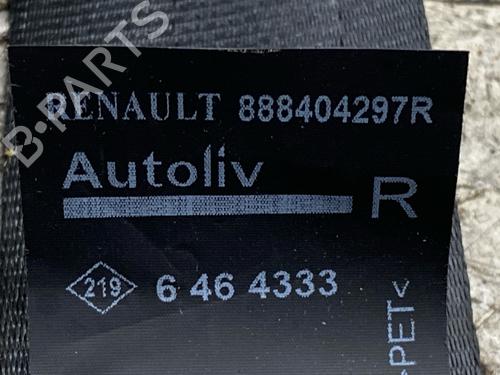 RENAULT 888404297R
Autoliv
R
219 6 46 4333
>PET<
B-PARTS